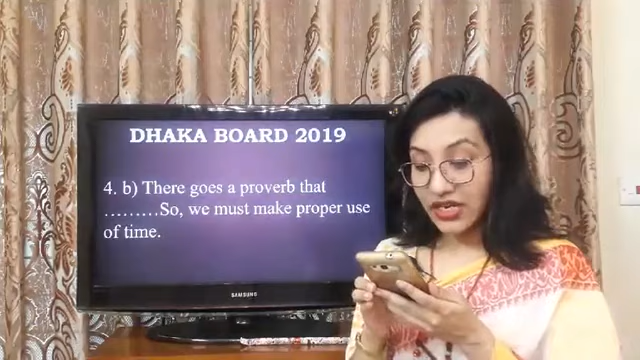 DHAKA BOARD 2019
4. b) There goes a proverb that
………So, we must make proper use
of time.
SAMSUNG